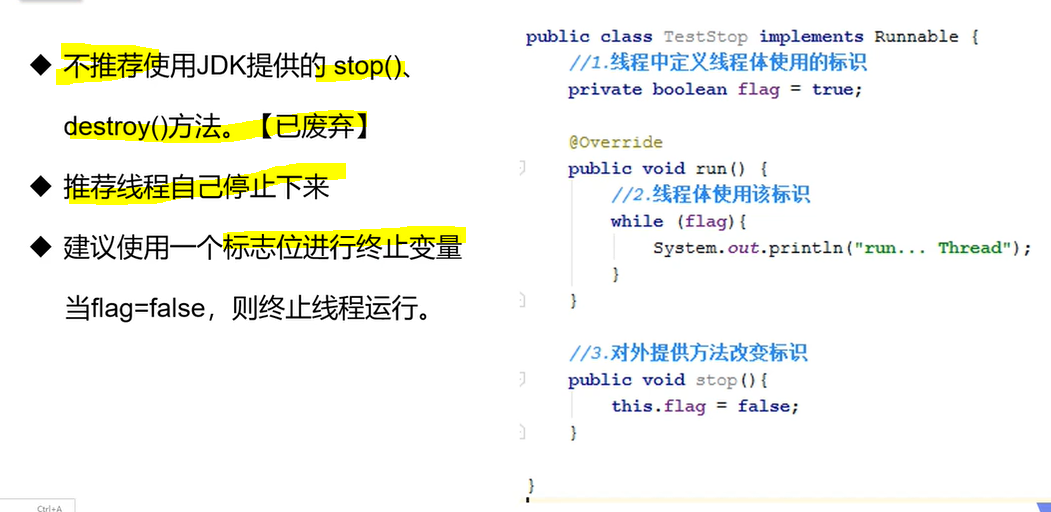 ◆ 不推荐使用JDK提供的 stop()、
destroy()方法。【已废弃】
◆ 推荐线程自己停止下来
◆ 建议使用一个标志位进行终止变量
当flag=false，则终止线程运行。
public class TestStop implements Runnable {
//1.线程中定义线程体使用的标识
private boolean flag = true;
@Override
public void run() {
//2.线程体使用该标识
while (flag){
System.out.println("run... Thread");
}
}
//3.对外提供方法改变标识
public void stop(){
this.flag = false;
}
}
Ctrl+A